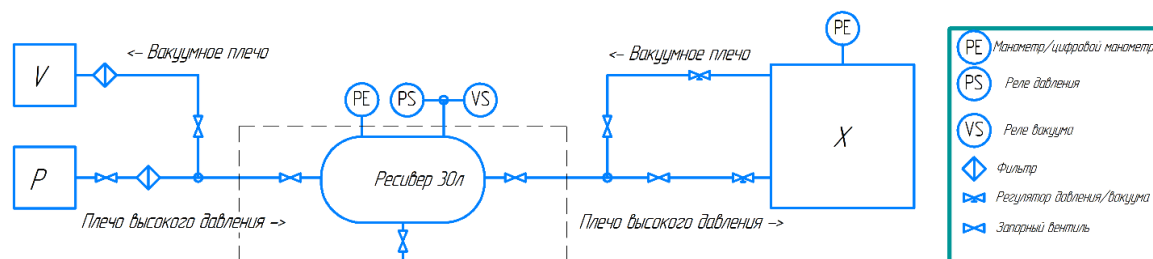 V
<- Вакуумное плечо
P
Плечо высокого давления ->
PE
PS
VS
Ресивер 30л
<- Вакуумное плечо
Плечо высокого давления ->
PE
X
PE Манометр/цифровой манометр
PS Реле давления
VS Реле вакуума
Фильтр
Регулятор давления/вакуума
Запорный вентиль